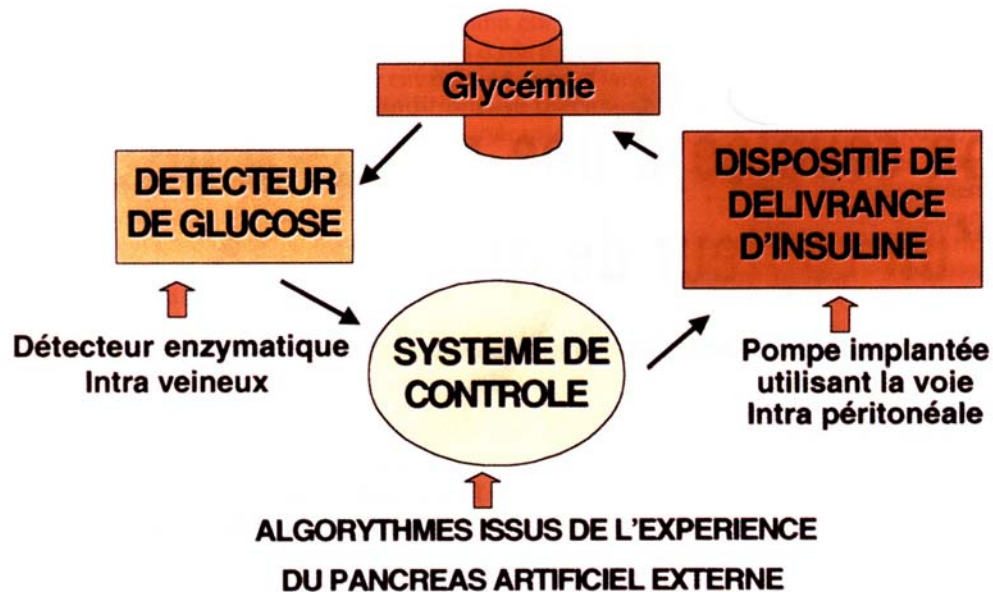 Glycémie
DETECTEUR
DE GLUCOSE
DISPOSITIF DE
DELIVRANCE
D'INSULINE
Détecteur enzymatique
Intra veineux
SYSTEME DE
CONTROLE
Pompe implantée
utilisant la voie
Intra péritonéale
ALGORYTHMES ISSUS DE L'EXPERIENCE
DU PANCREAS ARTIFICIEL EXTERNE